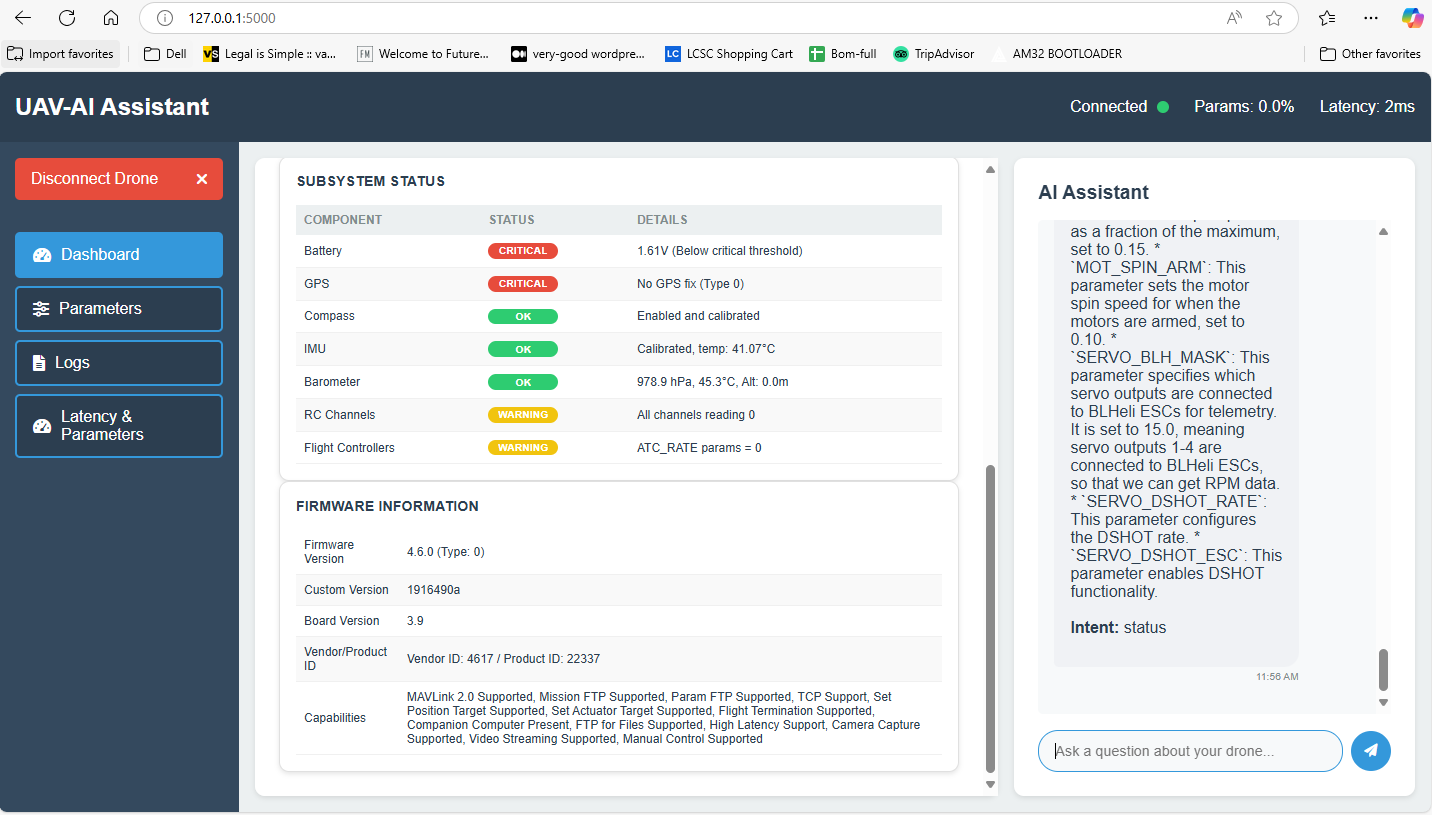 127.0.0.1:5000
Import favorites
Dell
VS Legal is Simple :: va...
FM Welcome to Future...
very-good wordpre...
LC LCSC Shopping Cart
Bom-full
TripAdvisor
AM32 BOOTLOADER
Other favorites
UAV-AI Assistant
Connected
Params: 0.0%
Latency: 2ms
Disconnect Drone ×
Dashboard
Parameters
Logs
Latency &
Parameters
SUBSYSTEM STATUS
COMPONENT STATUS DETAILS
Battery CRITICAL 1.61V (Below critical threshold)
GPS CRITICAL No GPS fix (Type 0)
Compass OK Enabled and calibrated
IMU OK Calibrated, temp: 41.07°C
Barometer OK 978.9 hPa, 45.3°C, Alt: 0.0m
RC Channels WARNING All channels reading 0
Flight Controllers WARNING ATC_RATE params = 0
FIRMWARE INFORMATION
Firmware
Version
4.6.0 (Type: 0)
Custom Version 1916490a
Board Version 3.9
Vendor/Product
ID
Vendor ID: 4617 / Product ID: 22337
Capabilities
MAVLink 2.0 Supported, Mission FTP Supported, Param FTP Supported, TCP Support, Set
Position Target Supported, Set Actuator Target Supported, Flight Termination Supported,
Companion Computer Present, FTP for Files Supported, High Latency Support, Camera Capture
Supported, Video Streaming Supported, Manual Control Supported
AI Assistant
as a fraction of the maximum,
set to 0.15. *
`MOT_SPIN_ARM`: This
parameter sets the motor
spin speed for when the
motors are armed, set to
0.10. *
`SERVO_BLH_MASK`: This
parameter specifies which
servo outputs are connected
to BLHeli ESCs for telemetry.
It is set to 15.0, meaning
servo outputs 1-4 are
connected to BLHeli ESCs,
so that we can get RPM data.
* `SERVO_DSHOT_RATE`:
This parameter configures
the DSHOT rate. *
`SERVO_DSHOT_ESC`: This
parameter enables DSHOT
functionality.
Intent: status
11:56 AM
Ask a question about your drone...